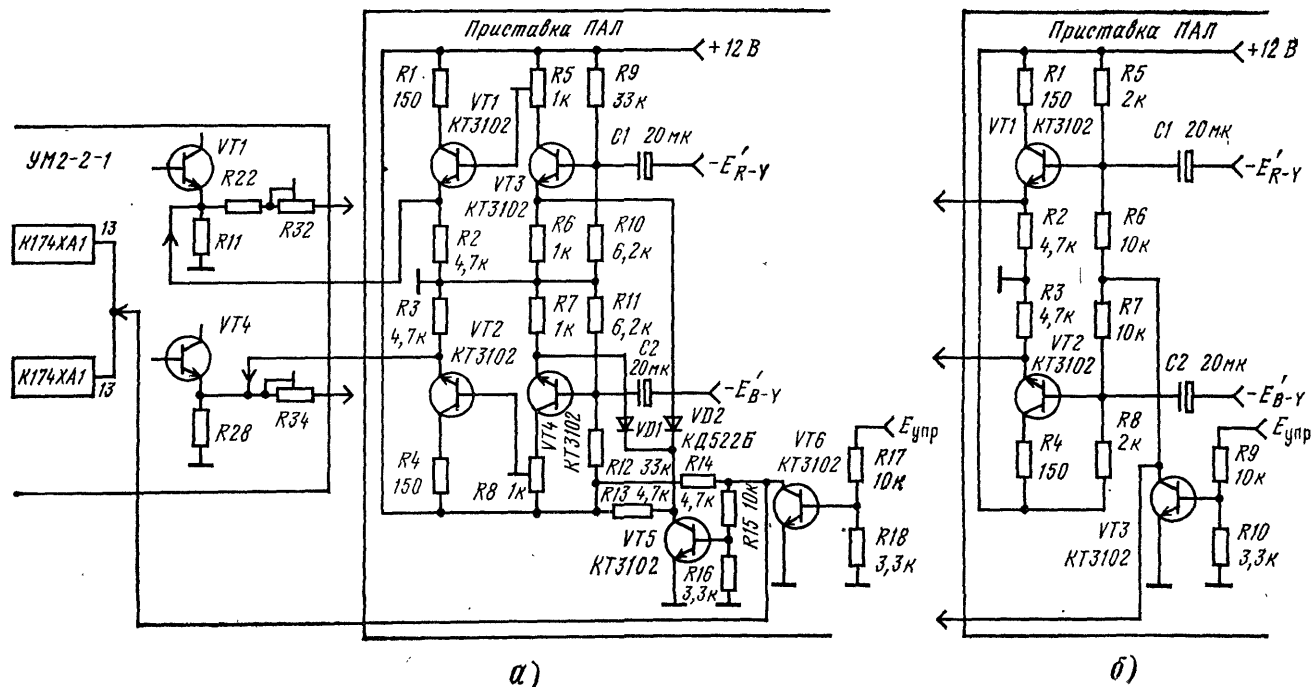 Приставка ПАЛ
+12 В
R1
150
VT1
КТ3102
R5
1к
R9
33к
C1 20мк
-E'R-Y
VT3
КТ3102
R2
4,7к
R6
1к
R10
6,2к
R3
4,7к
R7
1к
R11
6,2к
VT2
КТ3102
C2
20мк
-E'B-Y
VD1
VD2
КД522Б
VT4
КТ3102
R4
150
R8
1к
R12 33к
R13 4,7к
R14
4,7к
R15 10к
VT5
КТ3102
R16
3,3к
VT6
КТ3102
Eупр
R17
10к
R18
3,3к
УМ2-2-1
VT1
R22
R11
R32
К174ХА1
13
VT4
К174ХА1
13
R28
R34
а)
Приставка ПАЛ
+12 В
R1
150
VT1
КТ3102
R5
2к
C1 20мк
-E'R-Y
R2
4,7к
R6
10к
R3
4,7к
R7
10к
VT2
КТ3102
C2 20мк
-E'B-Y
R4
150
R8
2к
Eупр
R9
10к
VT3
КТ3102
R10
3,3к
б)